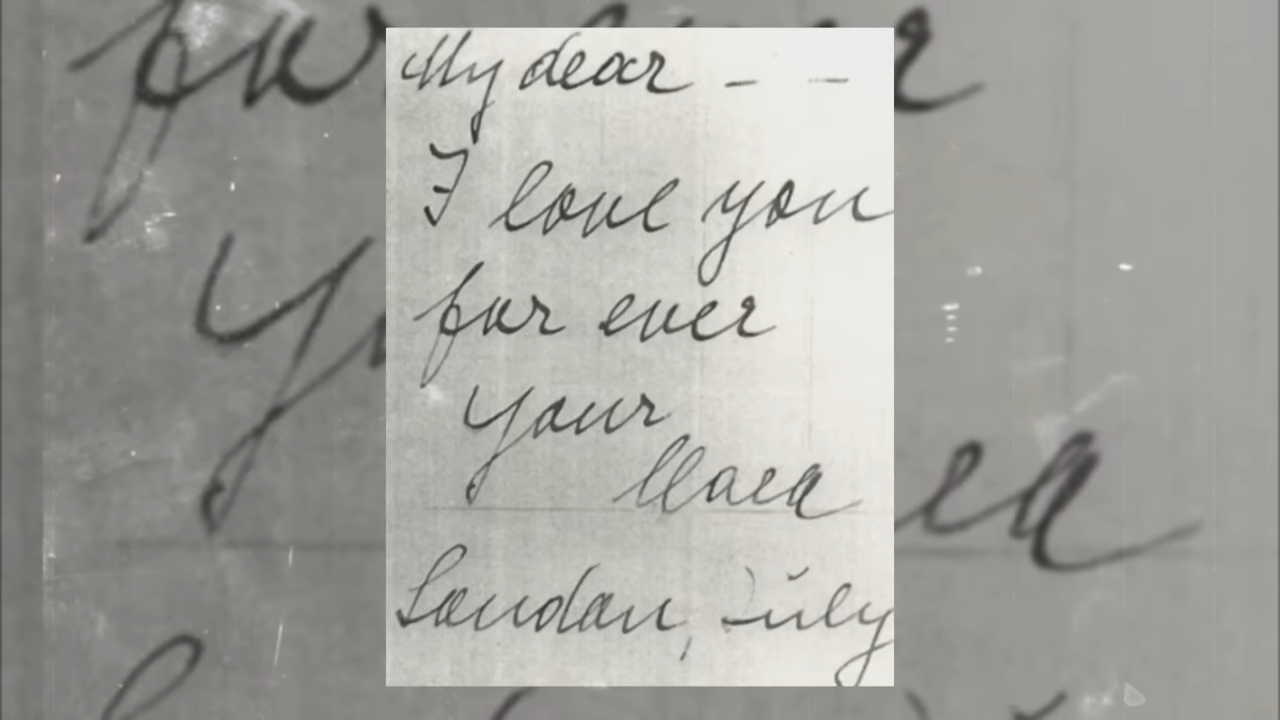 My dear - -
I love you
for ever
your
London, July